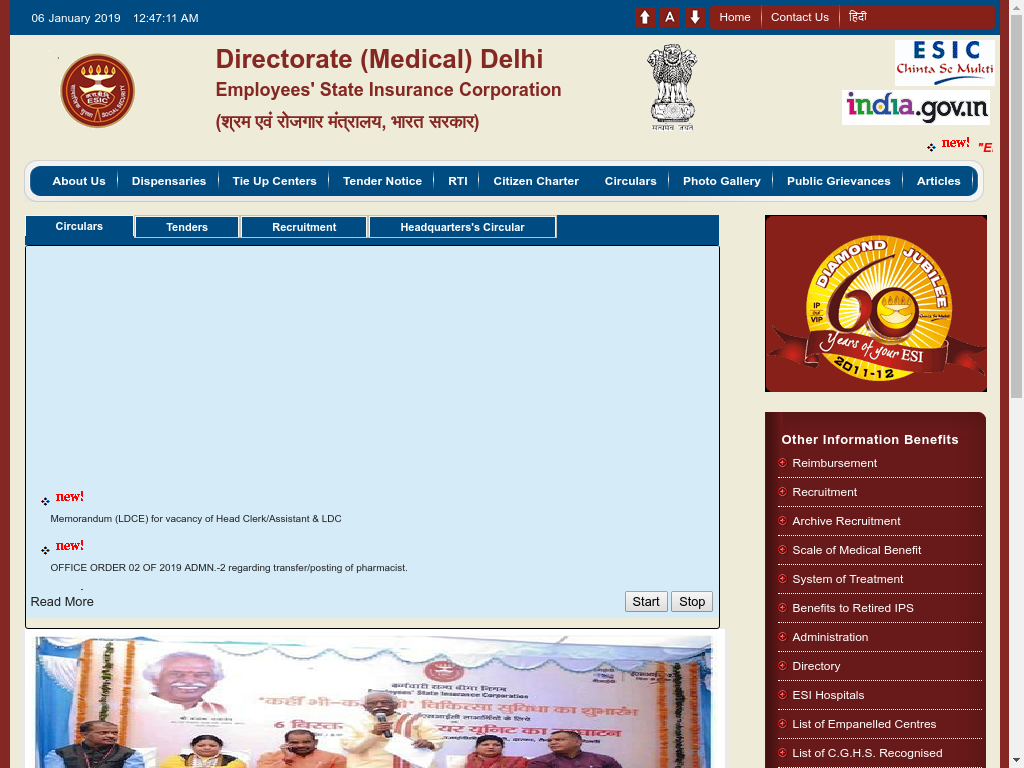 06 January 2019 12:47:11 AM
A
Home
Contact Us
हिंदी
Directorate (Medical) Delhi
Employees' State Insurance Corporation
(श्रम एवं रोजगार मंत्रालय, भारत सरकार)
सत्यमेव जयते
ESIC
Chinta Se Mukti
india.gov.in
new! "E
About Us
Dispensaries
Tie Up Centers
Tender Notice
RTI
Citizen Charter
Circulars
Photo Gallery
Public Grievances
Articles
Circulars
Tenders
Recruitment
Headquarters's Circular
new!
Memorandum (LDCE) for vacancy of Head Clerk/Assistant & LDC
new!
OFFICE ORDER 02 OF 2019 ADMN.-2 regarding transfer/posting of pharmacist.
Read More
Start
Stop
DIAMOND JUBILEE
IP
Our
VIP
60
Chinta Se Mukti
Years of your ESI
2011-12
Other Information Benefits
Reimbursement
Recruitment
Archive Recruitment
Scale of Medical Benefit
System of Treatment
Benefits to Retired IPS
Administration
Directory
ESI Hospitals
List of Empanelled Centres
List of C.G.H.S. Recognised
कर्मचारी राज्य बीमा निगम
Employees' State Insurance Corporation
चिकित्सा सुविधा का शुभारंभ